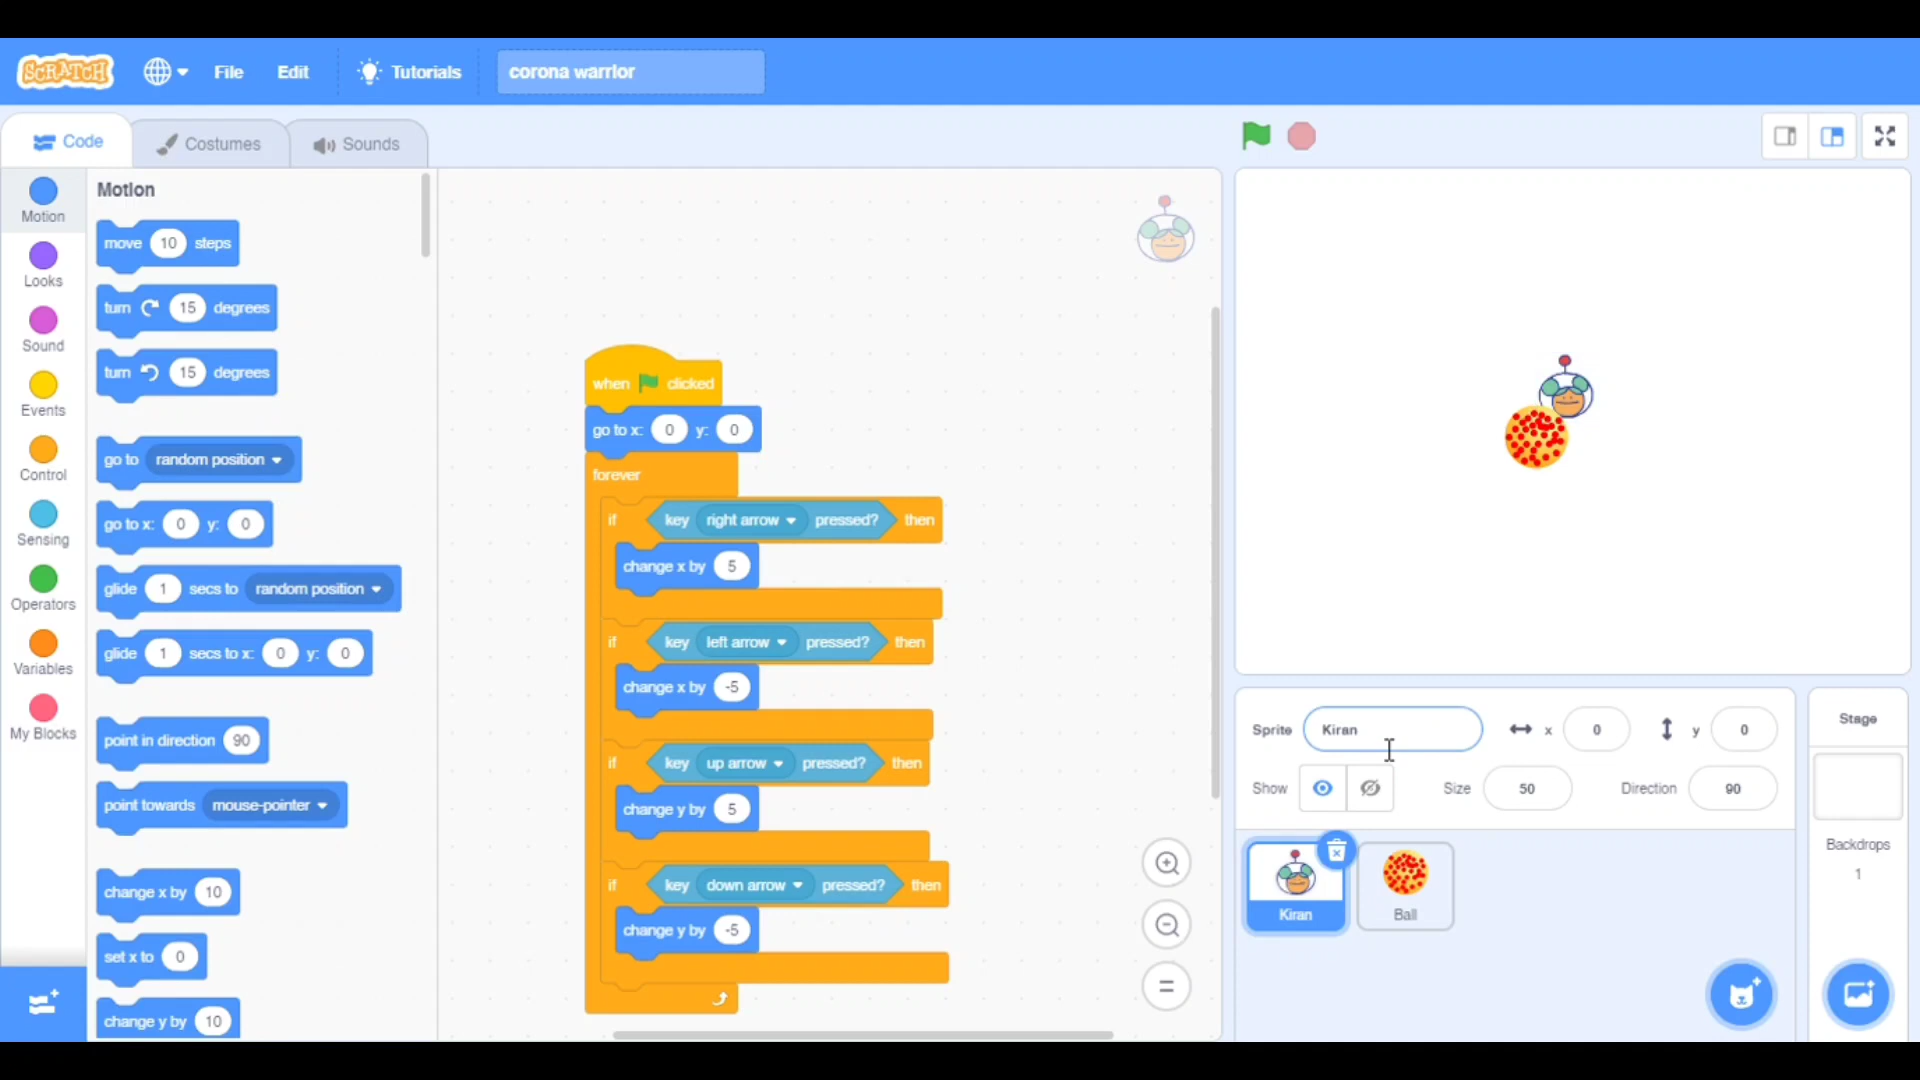 SCRATCH File Edit Tutorials corona warrior
Code Costumes Sounds
Motion
Looks
Sound
Events
Control
Sensing
Operators
Variables
My Blocks
Motion
move 10 steps
turn 15 degrees
turn 15 degrees
go to random position
go to x: 0 y: 0
glide 1 secs to random position
glide 1 secs to x: 0 y: 0
point in direction 90
point towards mouse-pointer
change x by 10
set x to 0
change y by 10
when clicked
go to x: 0 y: 0
forever
if key right arrow pressed? then
change x by 5
if key left arrow pressed? then
change x by -5
if key up arrow pressed? then
change y by 5
if key down arrow pressed? then
change y by -5
Sprite Kiran x 0 y 0
Show Size 50 Direction 90
Kiran
Ball
Stage
Backdrops
1